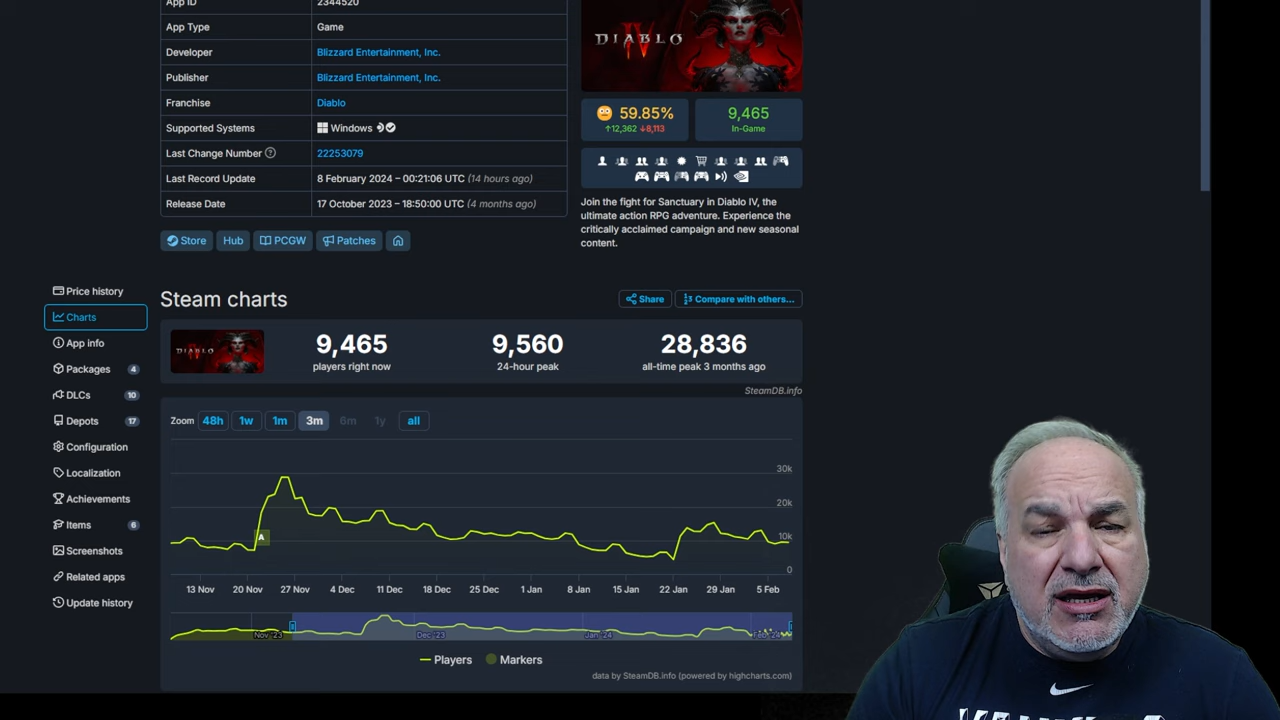 App ID
2344520
App Type
Game
Developer
Blizzard Entertainment, Inc.
Publisher
Blizzard Entertainment, Inc.
Franchise
Diablo
Supported Systems
Windows
Last Change Number ?
22253079
Last Record Update
8 February 2024 – 00:21:06 UTC (14 hours ago)
Release Date
17 October 2023 – 18:50:00 UTC (4 months ago)
Store
Hub
PCGW
Patches
DIABLO
IV
59.85%
↑12,362 ↓8,113
9,465
In-Game
Join the fight for Sanctuary in Diablo IV, the
ultimate action RPG adventure. Experience the
critically acclaimed campaign and new seasonal
content.
Price history
Charts
App info
Packages 4
DLCs 10
Depots 17
Configuration
Localization
Achievements
Items 6
Screenshots
Related apps
Update history
Steam charts
Share
Compare with others...
DIABLO
9,465
players right now
9,560
24-hour peak
28,836
all-time peak 3 months ago
SteamDB.info
Zoom 48h 1w 1m 3m 6m 1y all
30k
20k
10k
0
A
13 Nov 20 Nov 27 Nov 4 Dec 11 Dec 18 Dec 25 Dec 1 Jan 8 Jan 15 Jan 22 Jan 29 Jan 5 Feb
Nov '23 Dec '23 Jan '24 Feb '24
Players Markers
data by SteamDB.info (powered by highcharts.com)